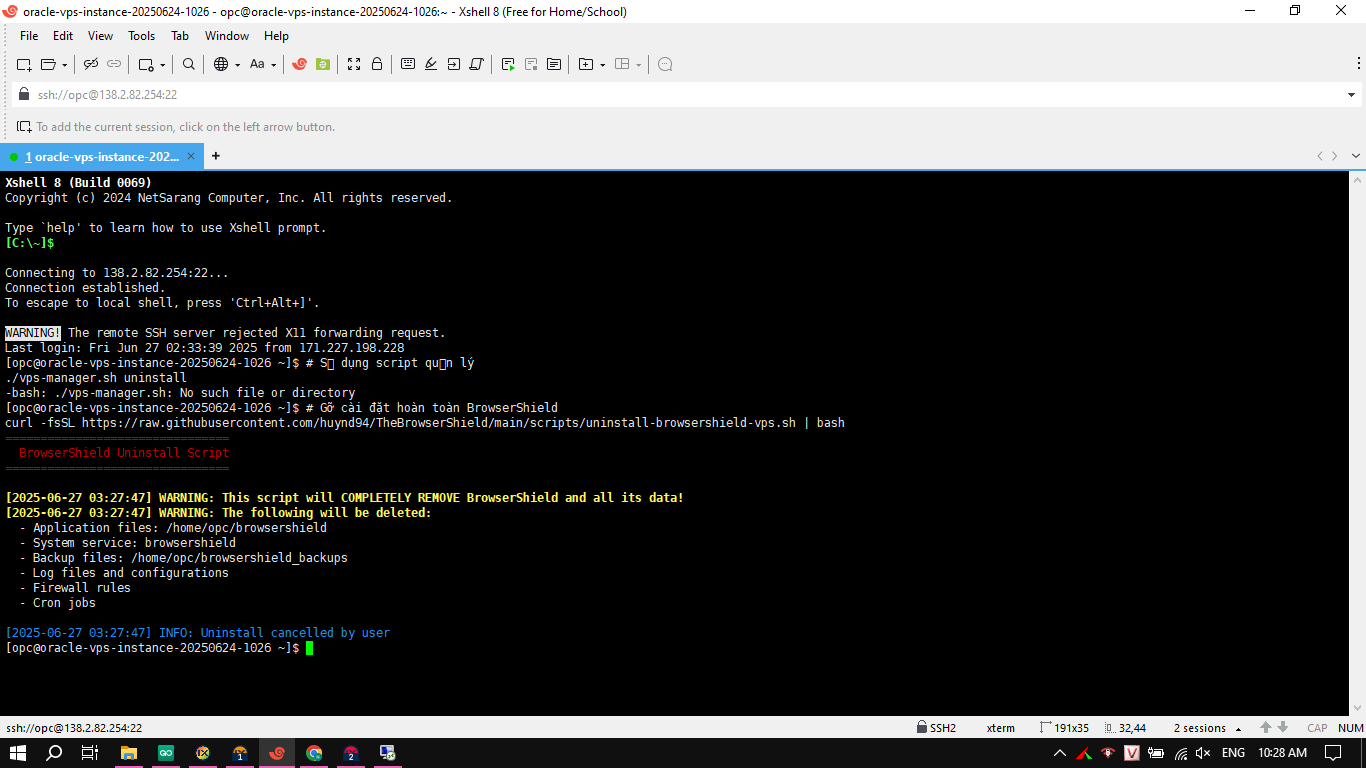 oracle-vps-instance-20250624-1026 - opc@oracle-vps-instance-20250624-1026:~ - Xshell 8 (Free for Home/School)
File Edit View Tools Tab Window Help
Aa
ssh://opc@138.2.82.254:22
To add the current session, click on the left arrow button.
1 oracle-vps-instance-202... × +
Xshell 8 (Build 0069)
Copyright (c) 2024 NetSarang Computer, Inc. All rights reserved.
Type `help' to learn how to use Xshell prompt.
[C:\~]$
Connecting to 138.2.82.254:22...
Connection established.
To escape to local shell, press 'Ctrl+Alt+]'.
WARNING! The remote SSH server rejected X11 forwarding request.
Last login: Fri Jun 27 02:33:39 2025 from 171.227.198.228
[opc@oracle-vps-instance-20250624-1026 ~]$ # S▯ dụng script qu▯n lý
./vps-manager.sh uninstall
-bash: ./vps-manager.sh: No such file or directory
[opc@oracle-vps-instance-20250624-1026 ~]$ # Gỡ cài đặt hoàn toàn BrowserShield
curl -fsSL https://raw.githubusercontent.com/huynd94/TheBrowserShield/main/scripts/uninstall-browsershield-vps.sh | bash
================================
BrowserShield Uninstall Script
================================
[2025-06-27 03:27:47] WARNING: This script will COMPLETELY REMOVE BrowserShield and all its data!
[2025-06-27 03:27:47] WARNING: The following will be deleted:
- Application files: /home/opc/browsershield
- System service: browsershield
- Backup files: /home/opc/browsershield_backups
- Log files and configurations
- Firewall rules
- Cron jobs
[2025-06-27 03:27:47] INFO: Uninstall cancelled by user
[opc@oracle-vps-instance-20250624-1026 ~]$
ssh://opc@138.2.82.254:22 SSH2 xterm 191x35 32,44 2 sessions CAP NUM
GO 1 2 V ENG 10:28 AM